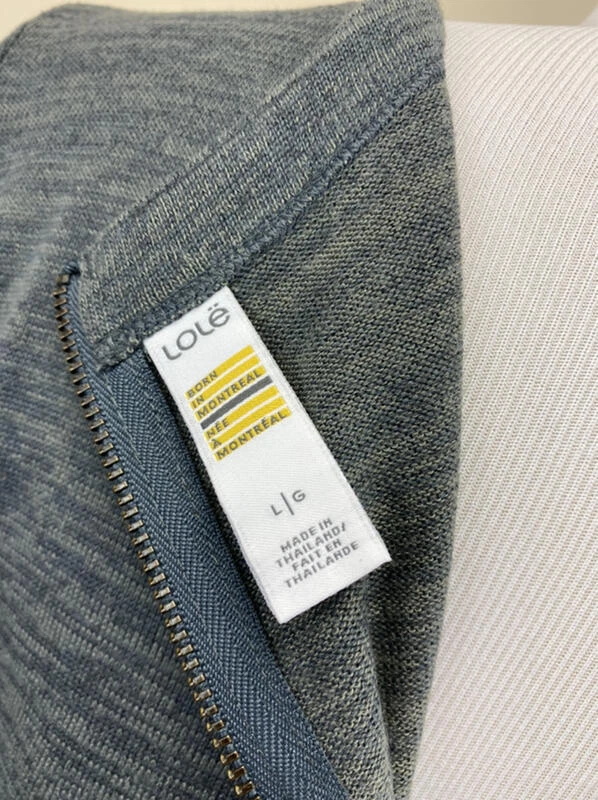 LOLë
BORN
IN
MONTREAL
NÉE
À
MONTRÉAL
L|G
MADE IN
THAILAND/
FAIT EN
THAILANDE